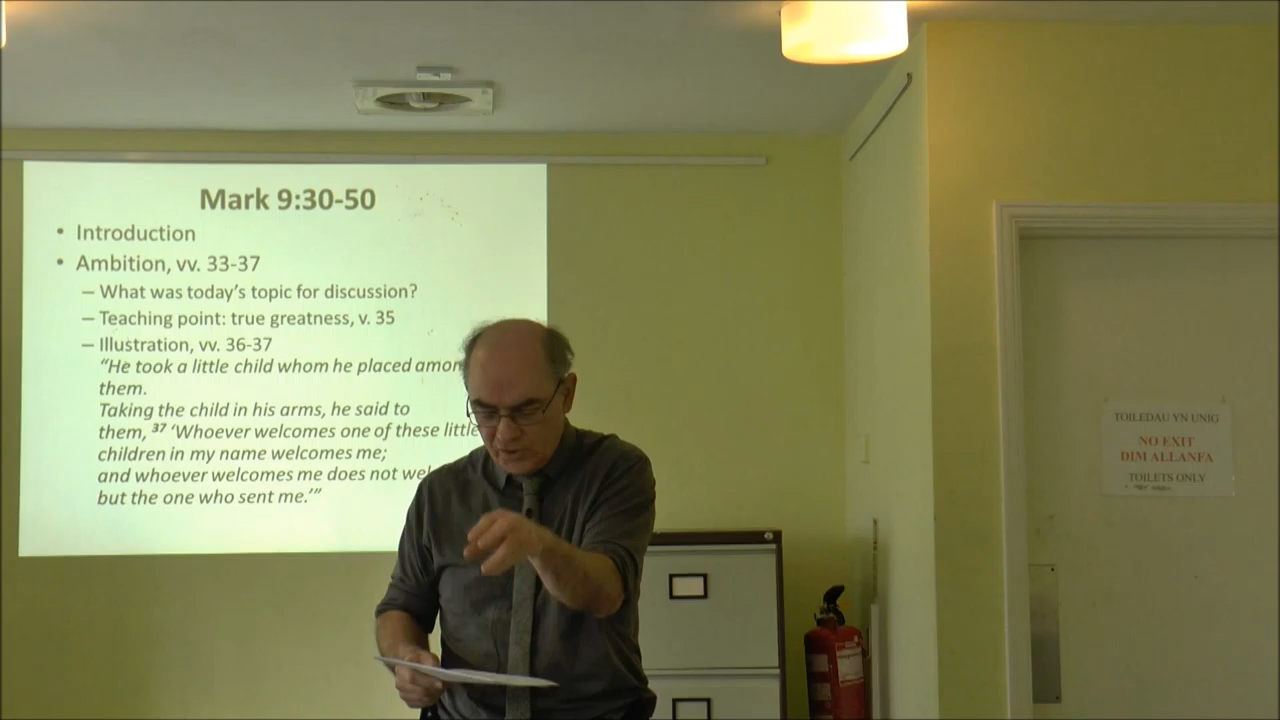 Mark 9:30-50
• Introduction
• Ambition, vv. 33-37
– What was today's topic for discussion?
– Teaching point: true greatness, v. 35
– Illustration, vv. 36-37
"He took a little child whom he placed
them.
Taking the child in his arms, he said to
them, 37 'Whoever welcomes one of these little
children in my name welcomes me;
and whoever welcomes me does not
but the one who sent me.'"
TOILEDAU YN UNIG
NO EXIT
DIM ALLANFA
TOILETS ONLY